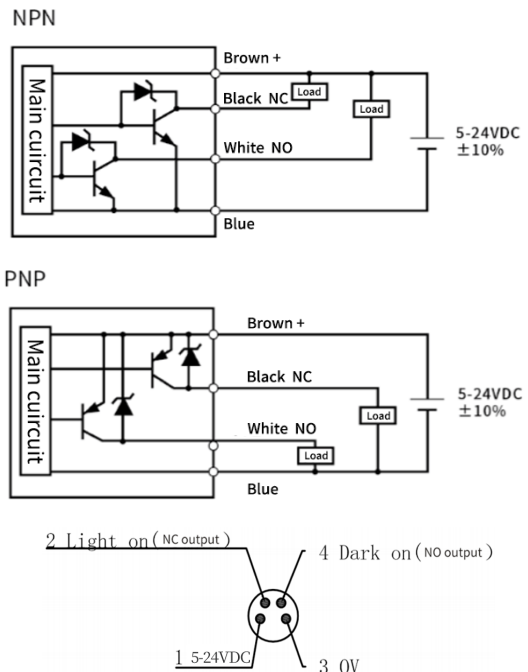 NPN
Brown +
Main cuircuit
Black NC
Load
Load
White NO
5-24VDC
±10%
Blue
PNP
Brown +
Main cuircuit
Black NC
5-24VDC
±10%
Load
White NO
Load
Blue
2 Light on( NC output )
4 Dark on( NO output )
1 5-24VDC
3 0V